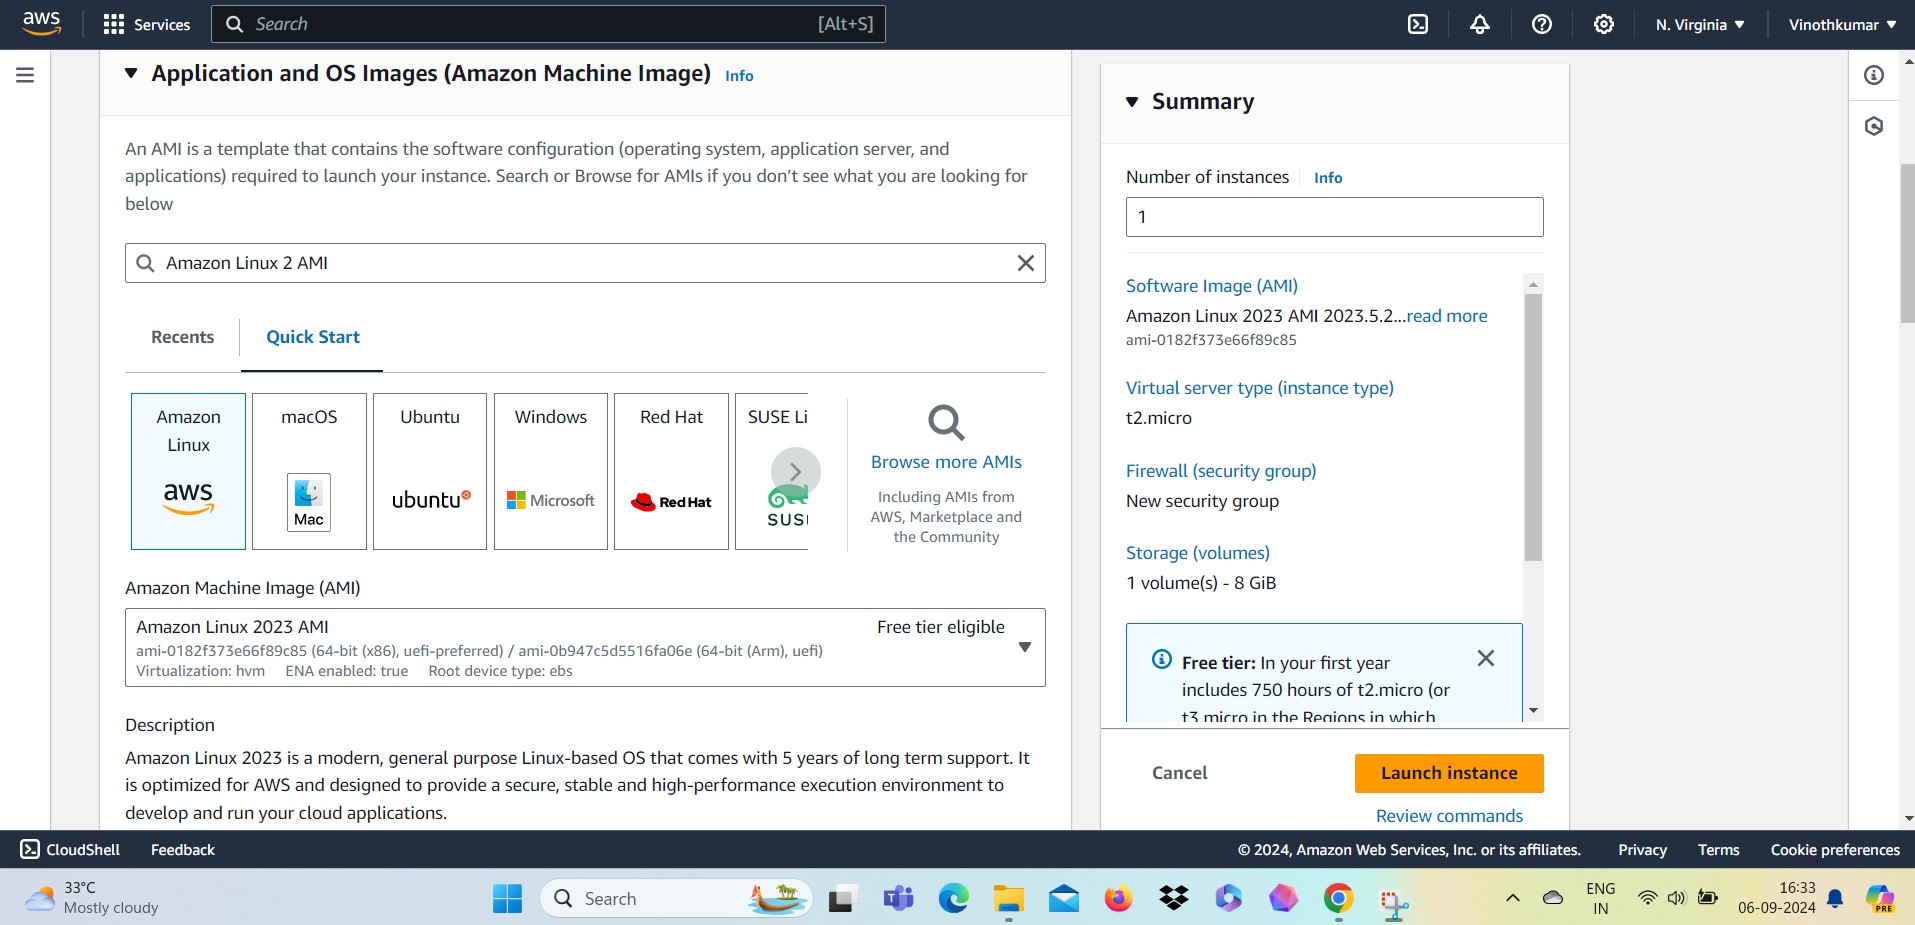 aws
Services
Search
[Alt+S]
N. Virginia
Vinothkumar
Application and OS Images (Amazon Machine Image) Info
An AMI is a template that contains the software configuration (operating system, application server, and
applications) required to launch your instance. Search or Browse for AMIs if you don’t see what you are looking for
below
Amazon Linux 2 AMI
Recents
Quick Start
Amazon
Linux
aws
macOS
Mac
Ubuntu
ubuntu
Windows
Microsoft
Red Hat
Red Hat
SUSE Li
SUS
Browse more AMIs
Including AMIs from
AWS, Marketplace and
the Community
Amazon Machine Image (AMI)
Amazon Linux 2023 AMI
Free tier eligible
ami-0182f373e66f89c85 (64-bit (x86), uefi-preferred) / ami-0b947c5d5516fa06e (64-bit (Arm), uefi)
Virtualization: hvm ENA enabled: true Root device type: ebs
Description
Amazon Linux 2023 is a modern, general purpose Linux-based OS that comes with 5 years of long term support. It
is optimized for AWS and designed to provide a secure, stable and high-performance execution environment to
develop and run your cloud applications.
Summary
Number of instances Info
1
Software Image (AMI)
Amazon Linux 2023 AMI 2023.5.2...read more
ami-0182f373e66f89c85
Virtual server type (instance type)
t2.micro
Firewall (security group)
New security group
Storage (volumes)
1 volume(s) - 8 GiB
Free tier: In your first year
includes 750 hours of t2.micro (or
t3.micro in the Regions in which
Cancel
Launch instance
Review commands
CloudShell
Feedback
© 2024, Amazon Web Services, Inc. or its affiliates.
Privacy
Terms
Cookie preferences
33°C
Mostly cloudy
Search
ENG
IN
16:33
06-09-2024
PRE